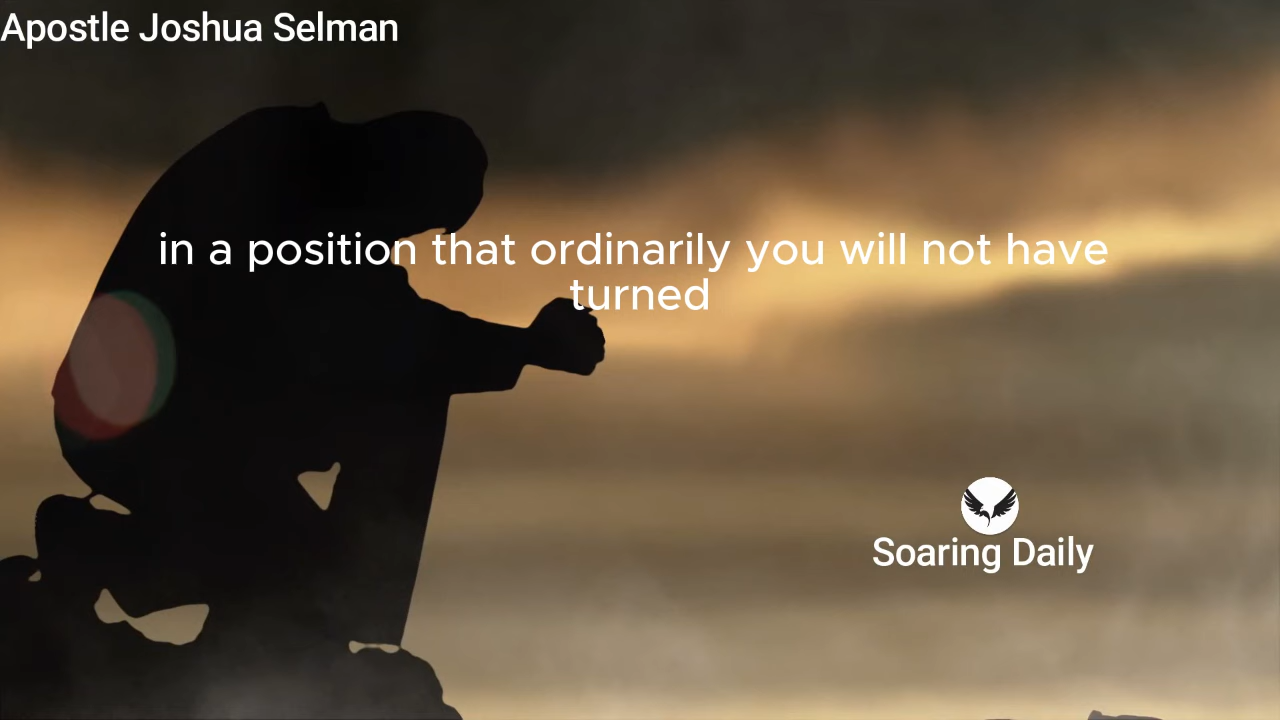 Apostle Joshua Selman
in a position that ordinarily you will not have
turned
Soaring Daily